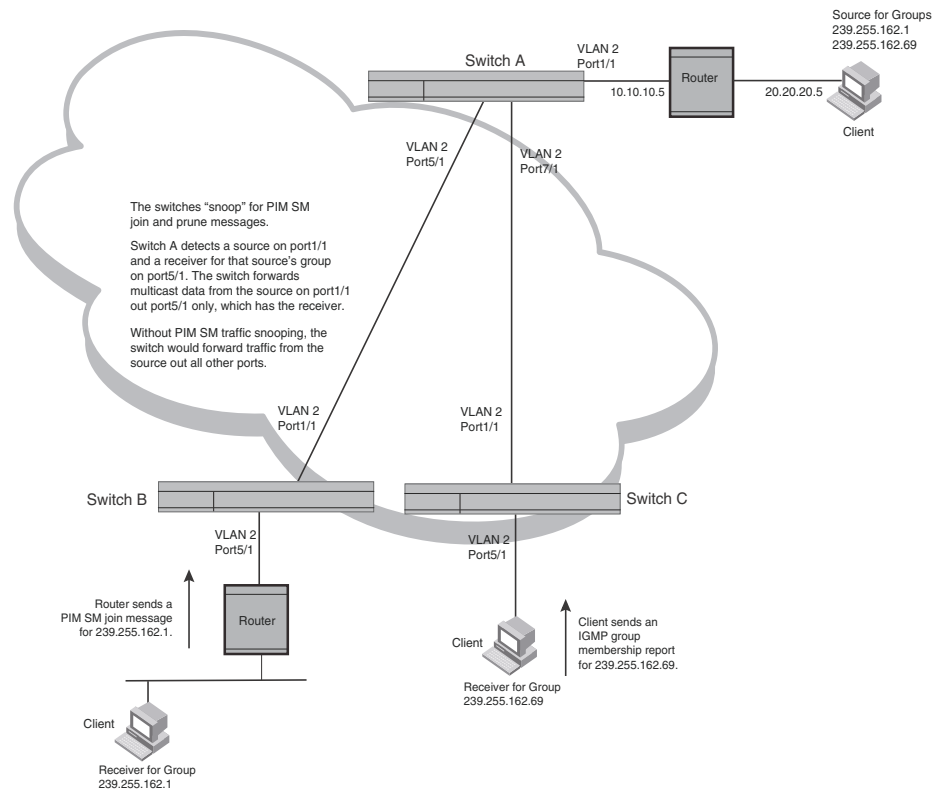 Source for Groups
239.255.162.1
239.255.162.69
VLAN 2
Port1/1
Switch A
Router
10.10.10.5
20.20.20.5
Client
VLAN 2
Port5/1
VLAN 2
Port7/1
The switches “snoop” for PIM SM
join and prune messages.
Switch A detects a source on port1/1
and a receiver for that source’s group
on port5/1. The switch forwards
multicast data from the source on port1/1
out port5/1 only, which has the receiver.
Without PIM SM traffic snooping, the
switch would forward traffic from the
source out all other ports.
VLAN 2
Port1/1
VLAN 2
Port1/1
Switch B
Switch C
VLAN 2
Port5/1
VLAN 2
Port5/1
Router sends a
PIM SM join message
for 239.255.162.1.
Router
Client
Client sends an
IGMP group
membership report
for 239.255.162.69.
Receiver for Group
239.255.162.69
Client
Receiver for Group
239.255.162.1